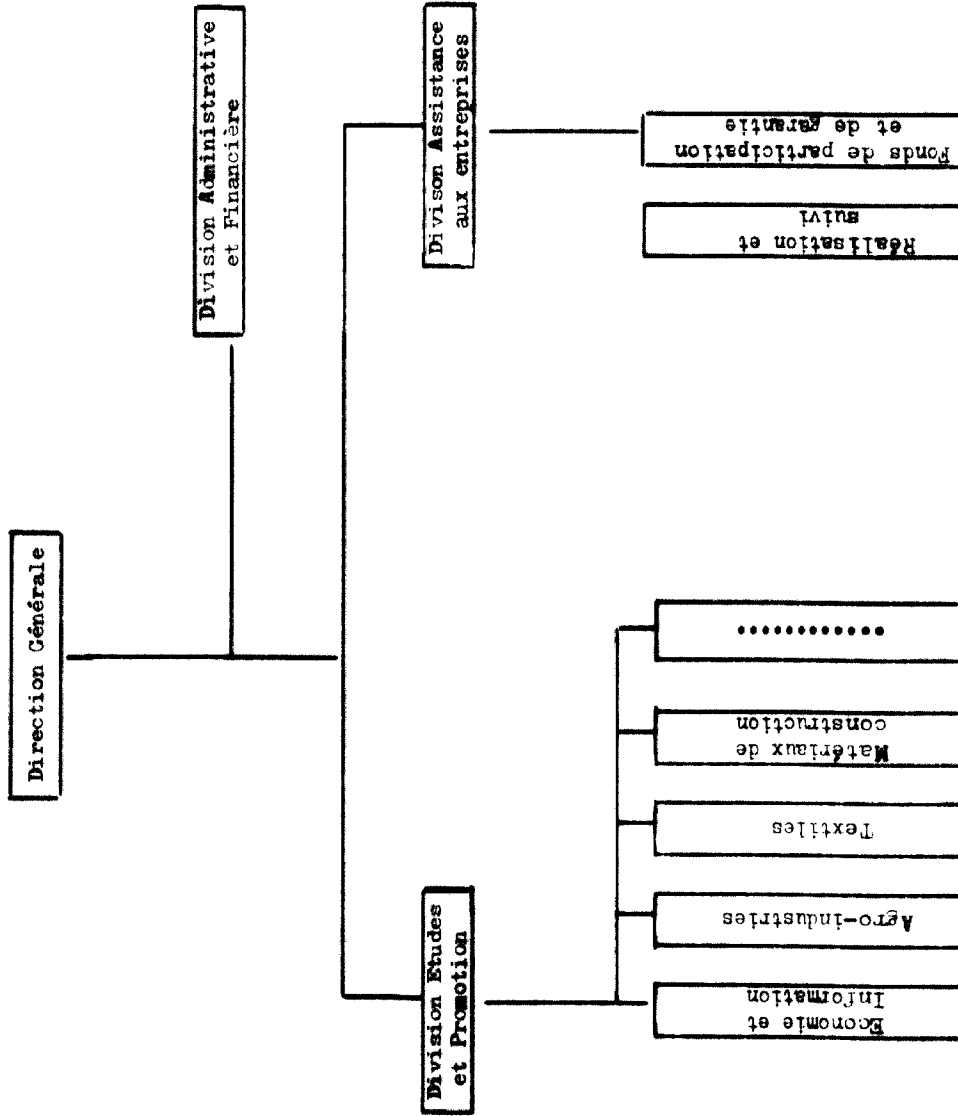 Direction Générale
Division Administrative
et Financière
Division Etudes
et Promotion
Divison Assistance
aux entreprises
Economie et
Information
Agro-industries
Textiles
Matériaux de
construction
............
Réalisation et
suivi
Fonds de participation
et de garantie